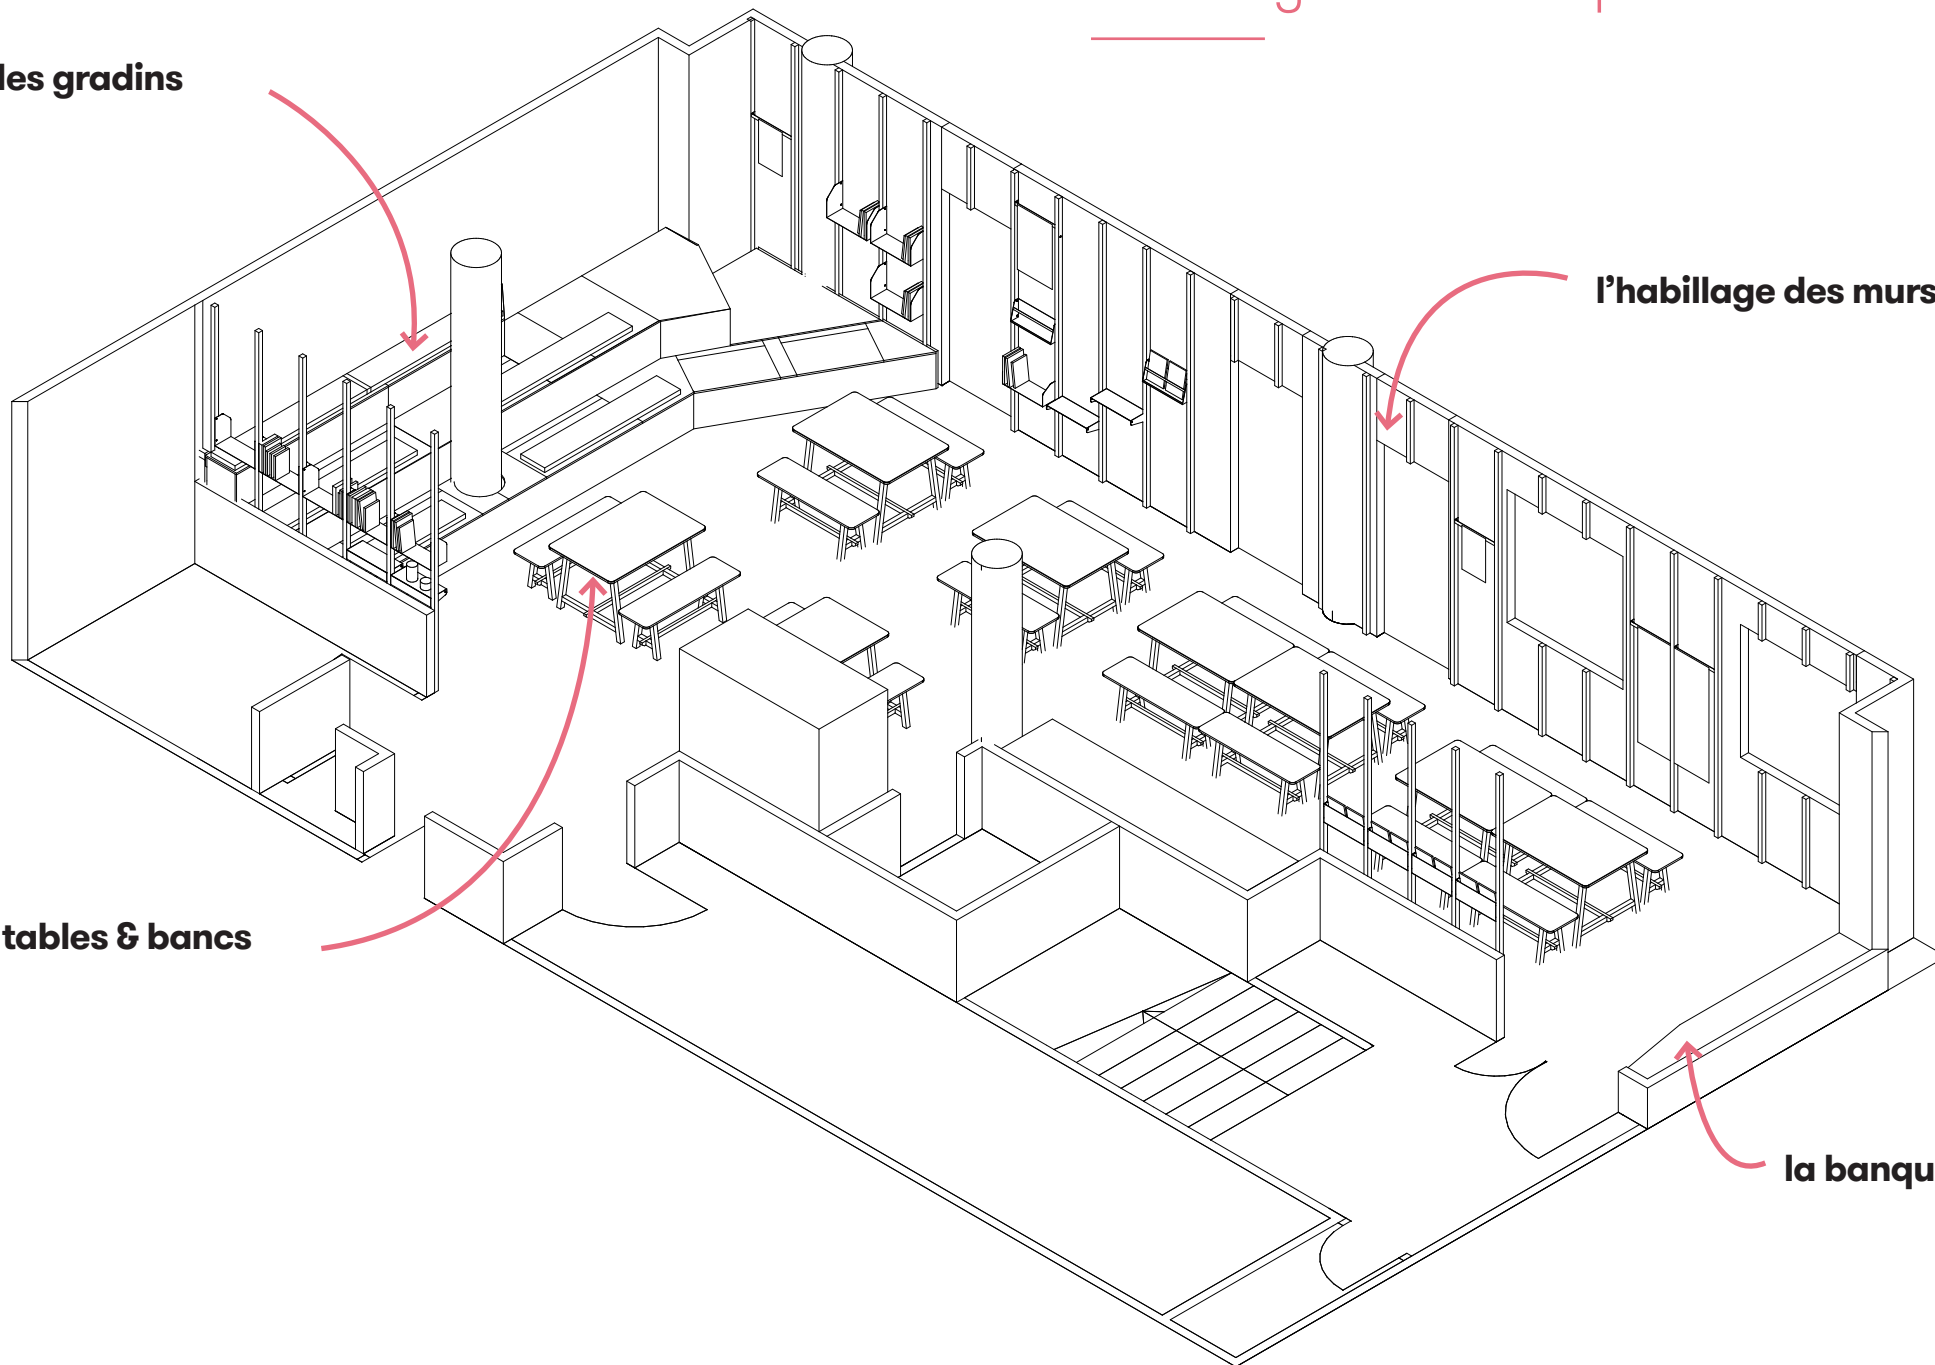 les gradins
l'habillage des murs
tables & bancs
la banqu